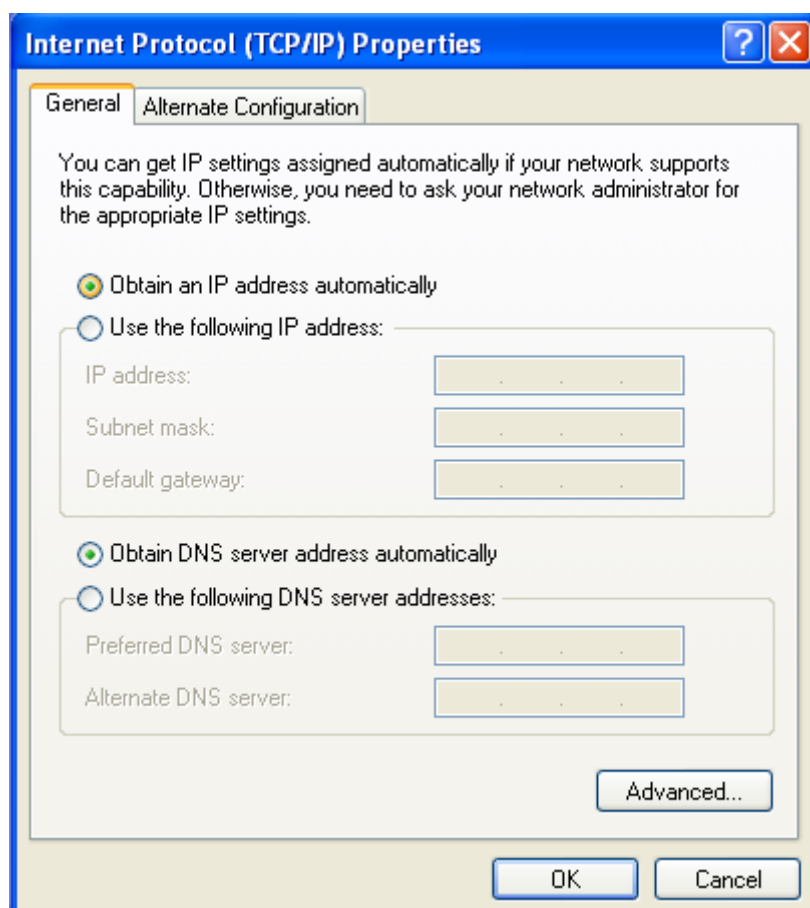 Internet Protocol (TCP/IP) Properties
General
Alternate Configuration
You can get IP settings assigned automatically if your network supports
this capability. Otherwise, you need to ask your network administrator for
the appropriate IP settings.
Obtain an IP address automatically
Use the following IP address:
IP address:
Subnet mask:
Default gateway:
Obtain DNS server address automatically
Use the following DNS server addresses:
Preferred DNS server:
Alternate DNS server:
Advanced...
OK
Cancel